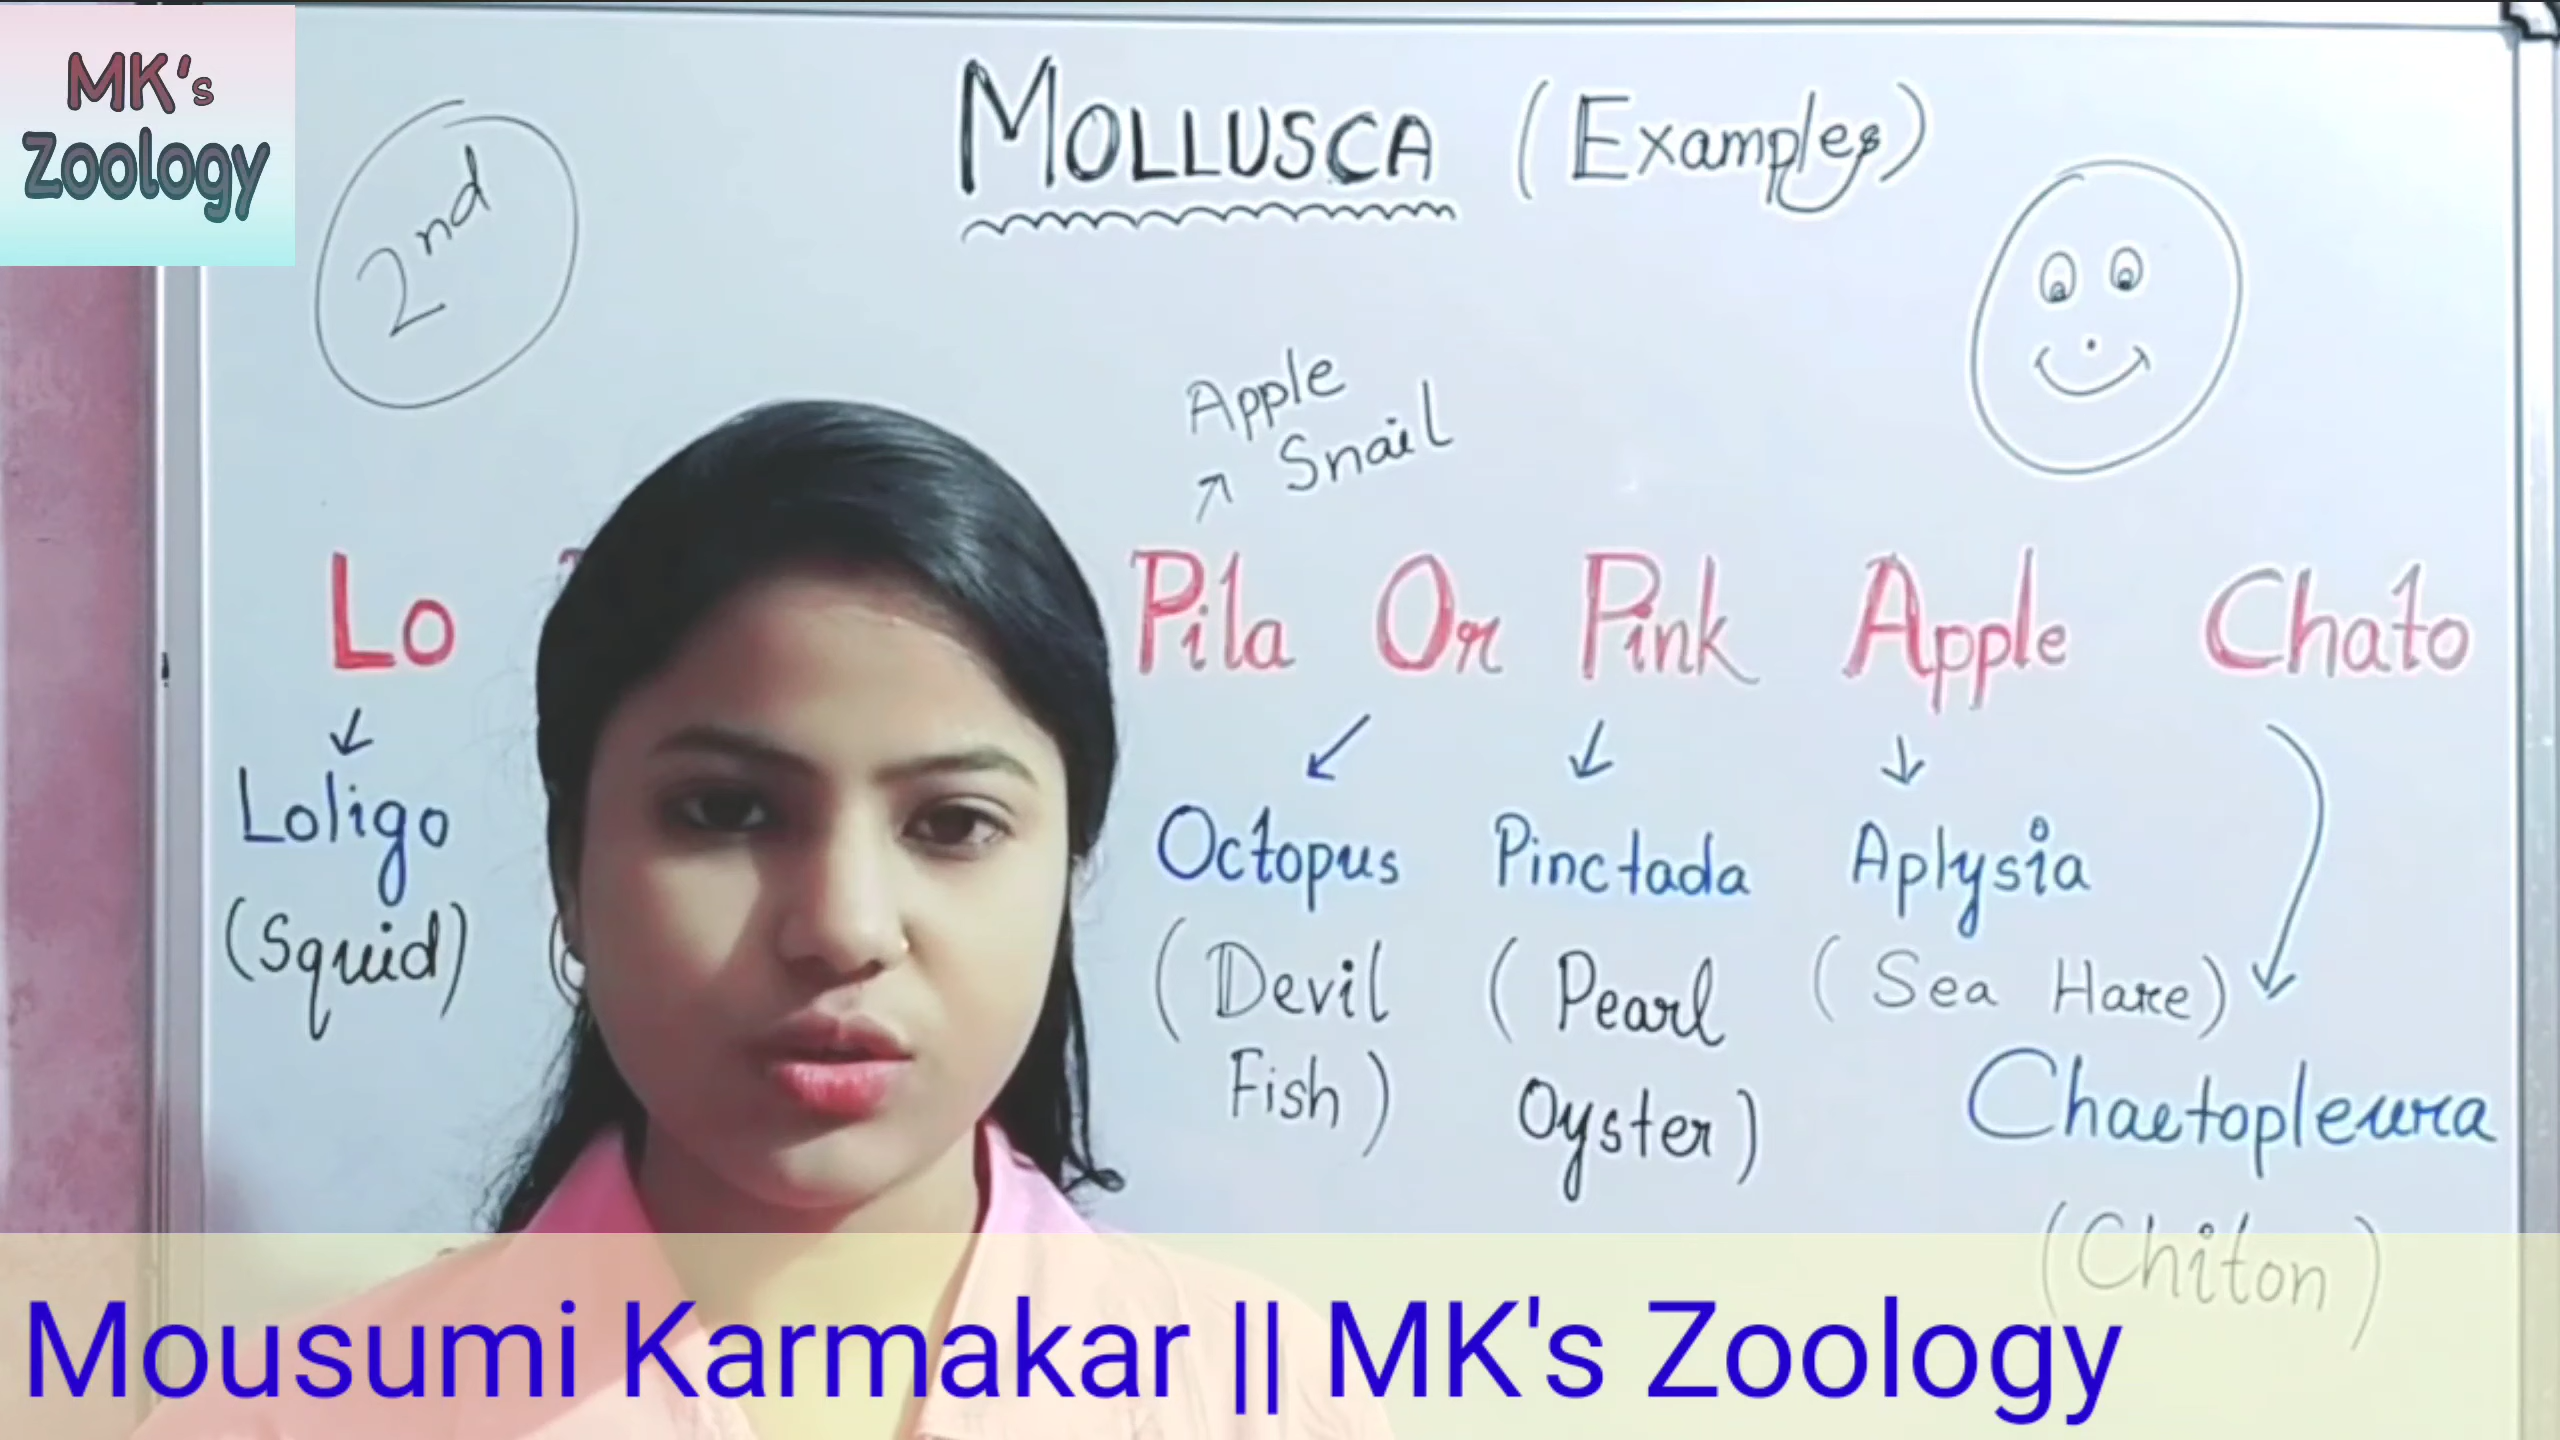 MK's
Zoology
2nd
MOLLUSCA (Examples)
Apple
Snail
Lo Pila Or Pink Apple Chato
Loligo Octopus Pinctada Aplysia
(Squid) (Devil Fish) (Pearl Oyster) (Sea Hare)
Chaetopleura
(Chiton)
Mousumi Karmakar || MK's Zoology